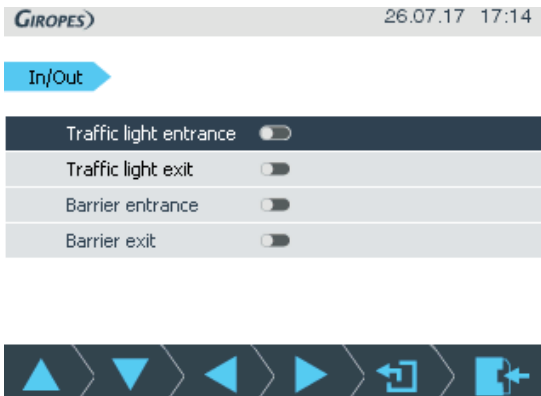 GIROPES) 26.07.17 17:14
In/Out
Traffic light entrance
Traffic light exit
Barrier entrance
Barrier exit